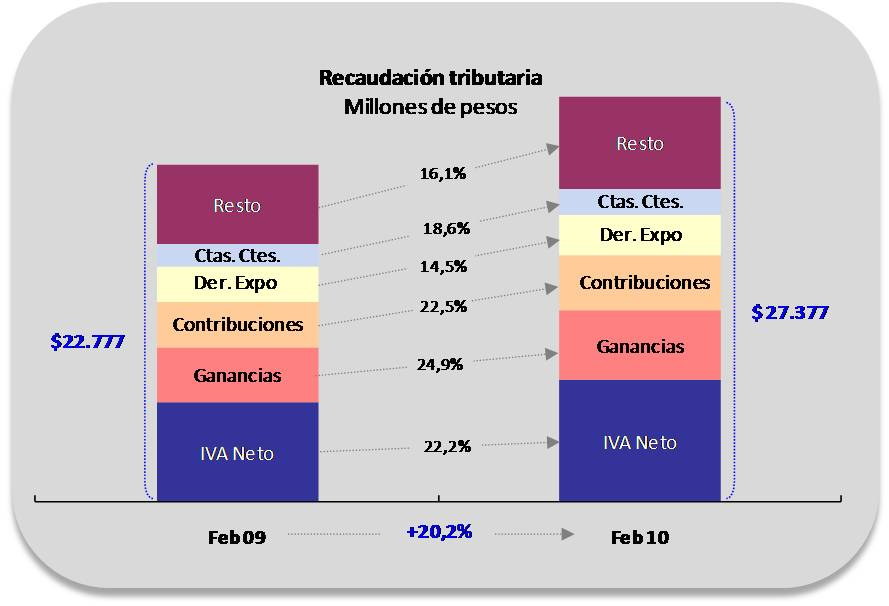 Recaudación tributaria
Millones de pesos
Resto
Ctas. Ctes.
Der. Expo
Contribuciones
Ganancias
IVA Neto
$22.777
16,1%
18,6%
14,5%
22,5%
24,9%
22,2%
Resto
Ctas. Ctes.
Der. Expo
Contribuciones
Ganancias
IVA Neto
$27.377
Feb 09
+20,2%
Feb 10